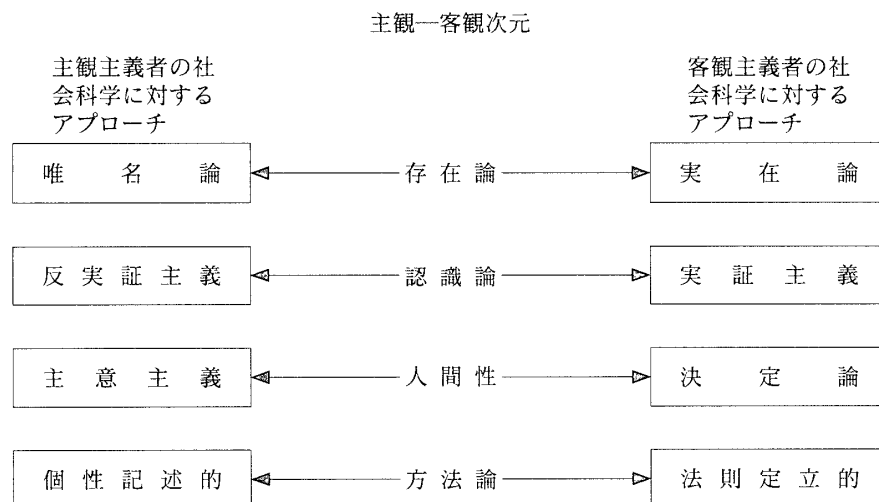 主観―客観次元
主観主義者の社
会科学に対する
アプローチ
客観主義者の社
会科学に対する
アプローチ
唯名論 存在論 実在論
反実証主義 認識論 実証主義
主意主義 人間性 決定論
個性記述的 方法論 法則定立的